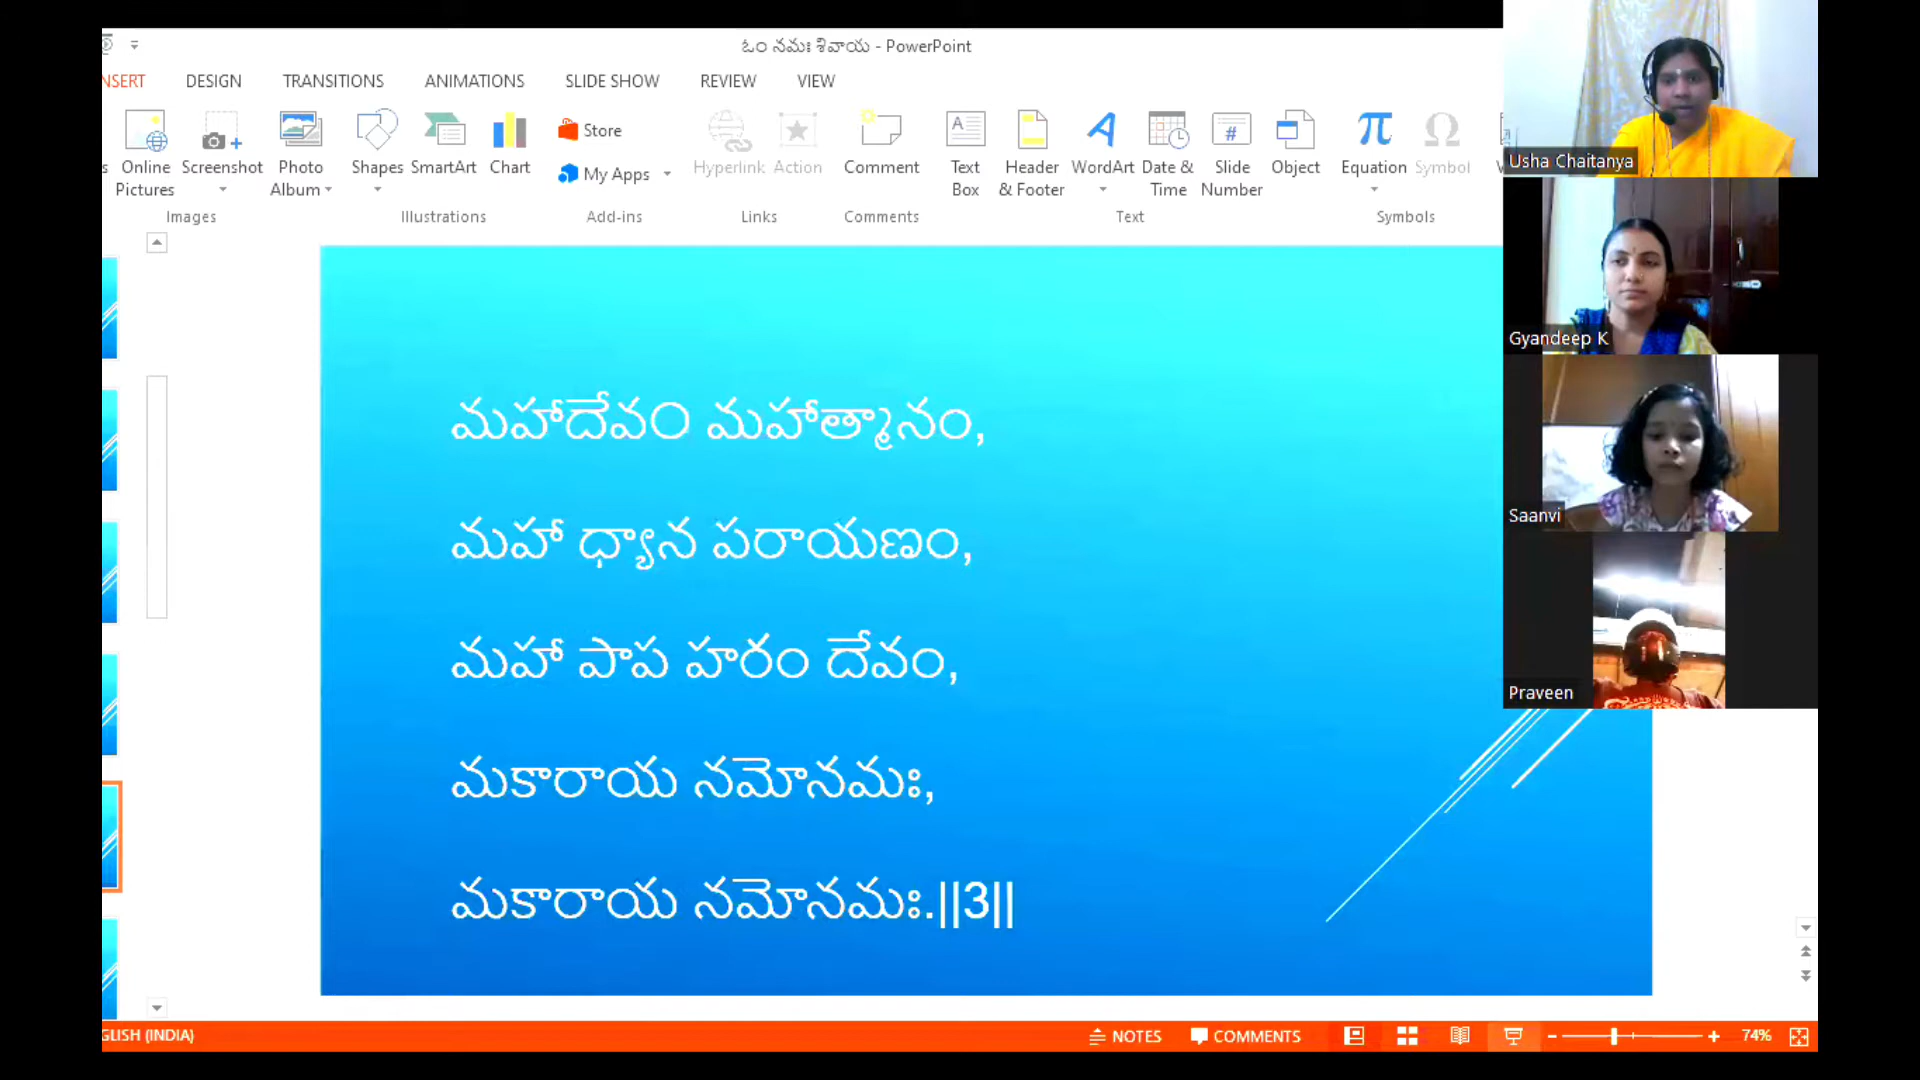 ఓం నమః శివాయ - PowerPoint
NSERT DESIGN TRANSITIONS ANIMATIONS SLIDE SHOW REVIEW VIEW
Online Pictures
Screenshot
Photo Album
Shapes
SmartArt
Chart
Store
My Apps
Hyperlink
Action
Comment
Text Box
Header & Footer
WordArt
Date & Time
Slide Number
Object
Equation
Symbol
Images Illustrations Add-ins Links Comments Text Symbols
మహాదేవం మహాత్మానం,
మహా ధ్యాన పరాయణం,
మహా పాప హరం దేవం,
మకారాయ నమోనమః,
మకారాయ నమోనమః.||3||
Usha Chaitanya
Gyandeep K
Saanvi
Praveen
GLISH (INDIA) NOTES COMMENTS 74%